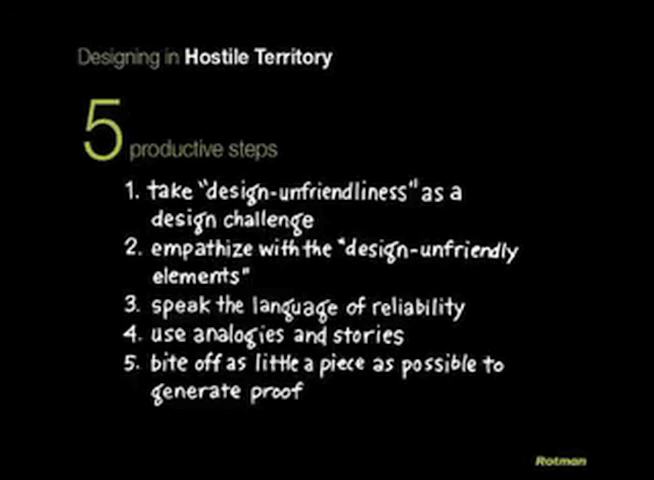 Designing in Hostile Territory
5 productive steps
1. take "design-unfriendliness" as a
design challenge
2. empathize with the "design-unfriendly
elements"
3. speak the language of reliability
4. use analogies and stories
5. bite off as little a piece as possible to
generate proof
Rotman